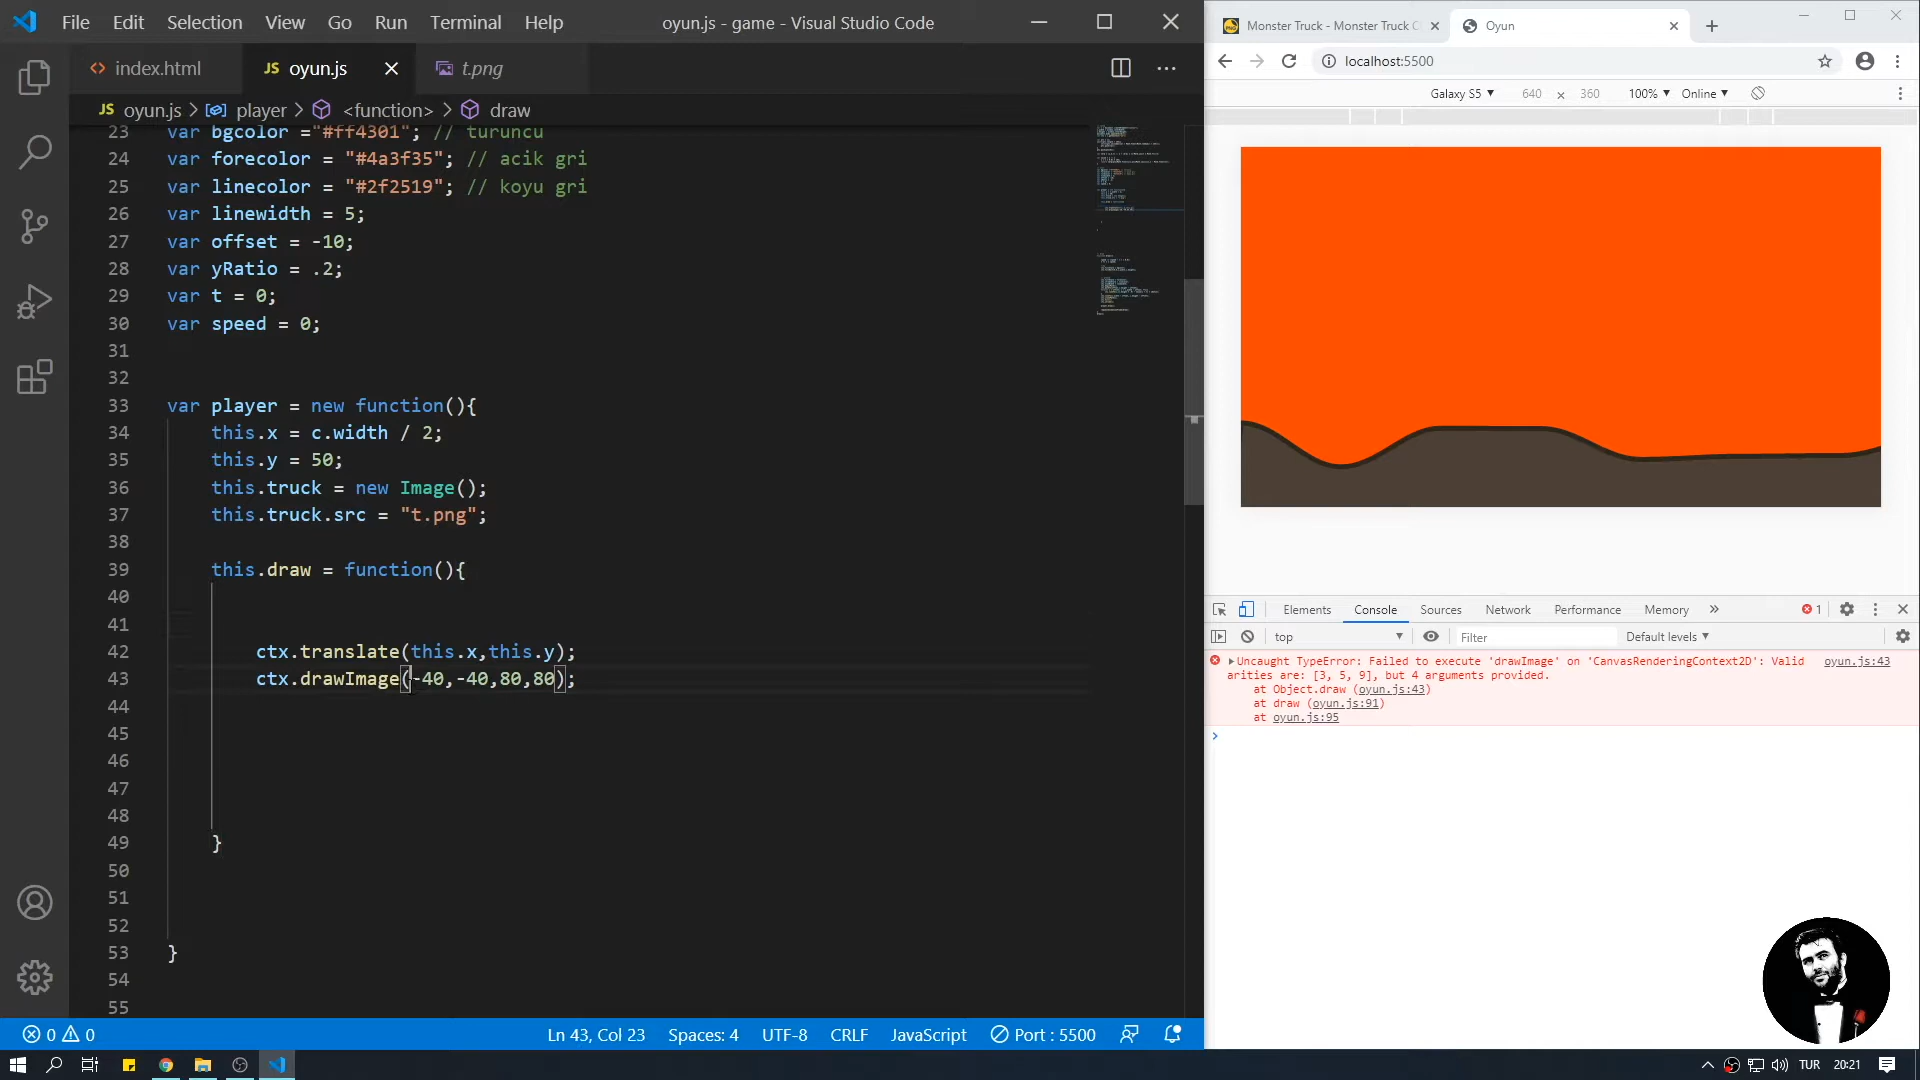 File Edit Selection View Go Run Terminal Help
oyun.js - game - Visual Studio Code
index.html
JS oyun.js
t.png
JS oyun.js > player > <function> > draw
23 var bgcolor ="#ff4301"; // turuncu
24 var forecolor = "#4a3f35"; // acik gri
25 var linecolor = "#2f2519"; // koyu gri
26 var linewidth = 5;
27 var offset = -10;
28 var yRatio = .2;
29 var t = 0;
30 var speed = 0;
31
32
33 var player = new function(){
34 this.x = c.width / 2;
35 this.y = 50;
36 this.truck = new Image();
37 this.truck.src = "t.png";
38
39 this.draw = function(){
40
41
42 ctx.translate(this.x,this.y);
43 ctx.drawImage(-40,-40,80,80);
44
45
46
47
48
49 }
50
51
52
53 }
54
55
0 0
Ln 43, Col 23 Spaces: 4 UTF-8 CRLF JavaScript Port : 5500
Monster Truck - Monster Truck
Oyun
localhost:5500
Galaxy S5 640 × 360 100% Online
Elements Console Sources Network Performance Memory » 1
top Filter Default levels
Uncaught TypeError: Failed to execute 'drawImage' on 'CanvasRenderingContext2D': Valid oyun.js:43
arities are: [3, 5, 9], but 4 arguments provided.
at Object.draw (oyun.js:43)
at draw (oyun.js:91)
at oyun.js:95
TUR 20:21